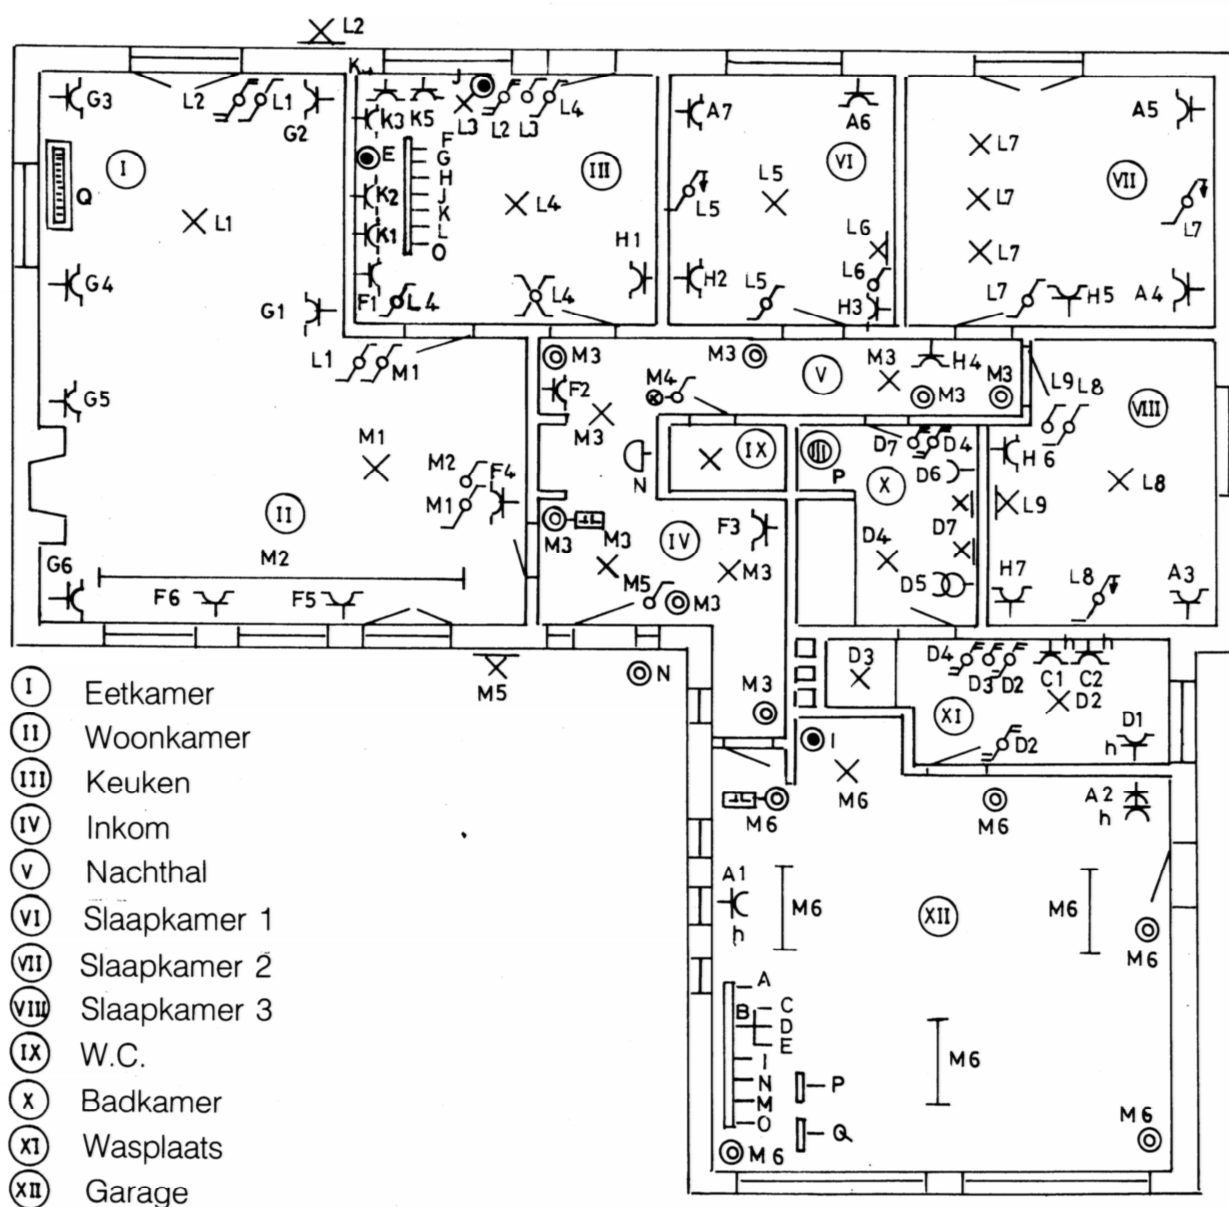 L2
K4
J
G3
L2
L1
G2
K3
K5
L3
L2
L3
L4
A7
A6
A5
E
F
G
H
J
K
L
O
I
III
VI
VII
L7
Q
L1
K2
L4
L5
L5
L7
L7
K1
L6
L7
G4
G1
F1
L4
L4
H1
H2
L5
L6
H3
L7
H5
A4
L1
M1
M3
M3
M3
H4
V
M3
M3
L9
L8
VIII
G5
F2
M4
M3
M1
M2
F4
M1
N
IX
P
D7
D4
D6
X
H6
L8
L9
II
M2
M3
M3
IV
F3
M3
D4
D7
D5
G6
F6
F5
M5
M3
H7
L8
A3
M5
N
M3
D3
D4
D3
D2
h
h
C1
C2
D2
XI
D2
D1
h
I
M6
M6
M6
A2
h
A1
h
M6
XII
M6
M6
A
B
C
D
E
I
N
M
O
P
Q
M6
M6
M6
I Eetkamer
II Woonkamer
III Keuken
IV Inkom
V Nachthal
VI Slaapkamer 1
VII Slaapkamer 2
VIII Slaapkamer 3
IX W.C.
X Badkamer
XI Wasplaats
XII Garage